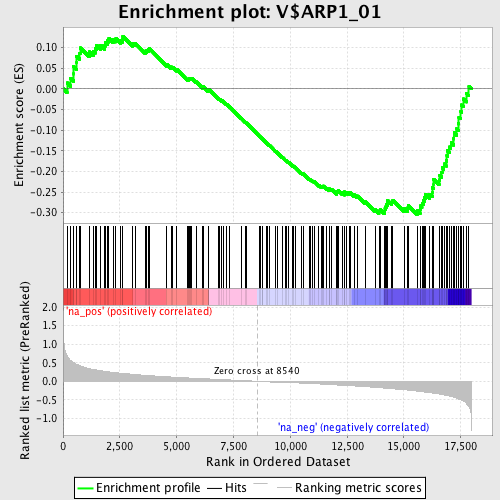 Enrichment plot: V$ARP1_01
Enrichment score (ES)
0.10
0.05
0.00
-0.05
-0.10
-0.15
-0.20
-0.25
-0.30
'na_pos' (positively correlated)
Ranked list metric (PreRanked)
2.0
1.5
1.0
0.5
0.0
-0.5
-1.0
Zero cross at 8540
'na_neg' (negatively correlated)
0
2,500
5,000
7,500
10,000
12,500
15,000
17,500
Rank in Ordered Dataset
Enrichment profile
Hits
Ranking metric scores